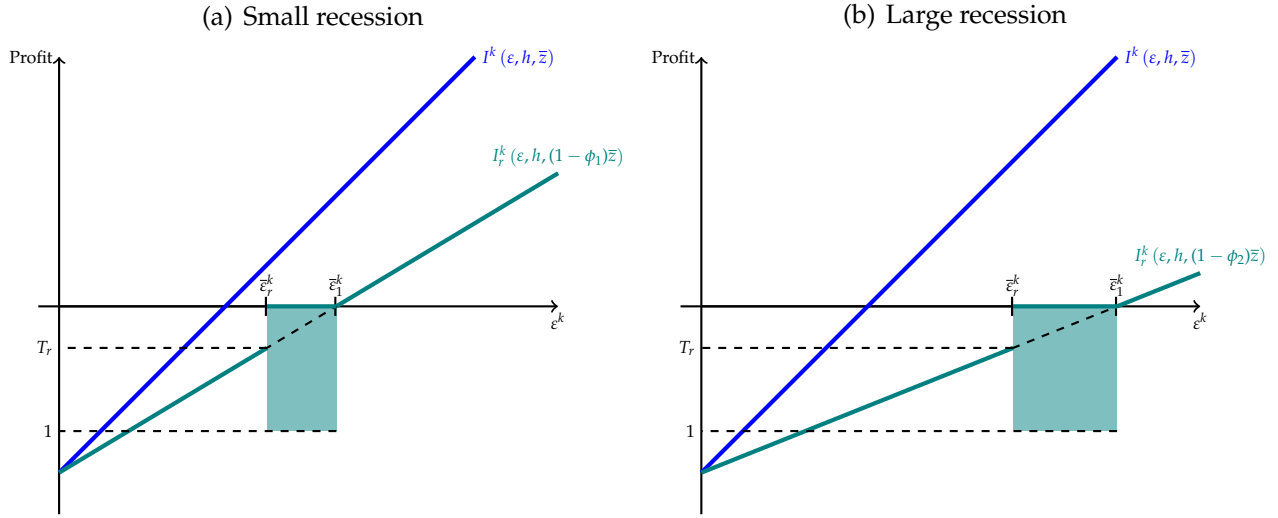 (a) Small recession
Profit
I^k (ε, h, z̅)
I_r^k (ε, h, (1 − ϕ_1)z̅)
ε̅_r^k
ε̅_1^k
ε^k
T_r
1
(b) Large recession
Profit
I^k (ε, h, z̅)
I_r^k (ε, h, (1 − ϕ_2)z̅)
ε̅_r^k
ε̅_1^k
ε^k
T_r
1